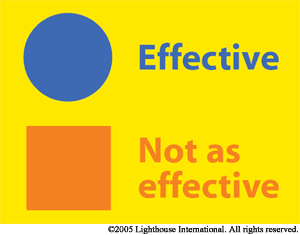 Effective
Not as
effective
©2005 Lighthouse International. All rights reserved.